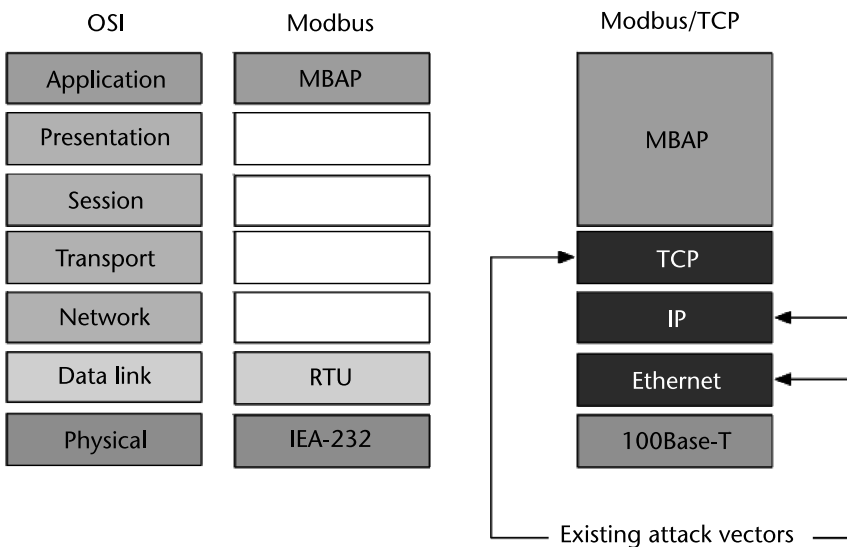 OSI
Modbus
Modbus/TCP
Application
MBAP
Presentation
MBAP
Session
Transport
TCP
Network
IP
Data link
RTU
Ethernet
Physical
IEA-232
100Base-T
Existing attack vectors